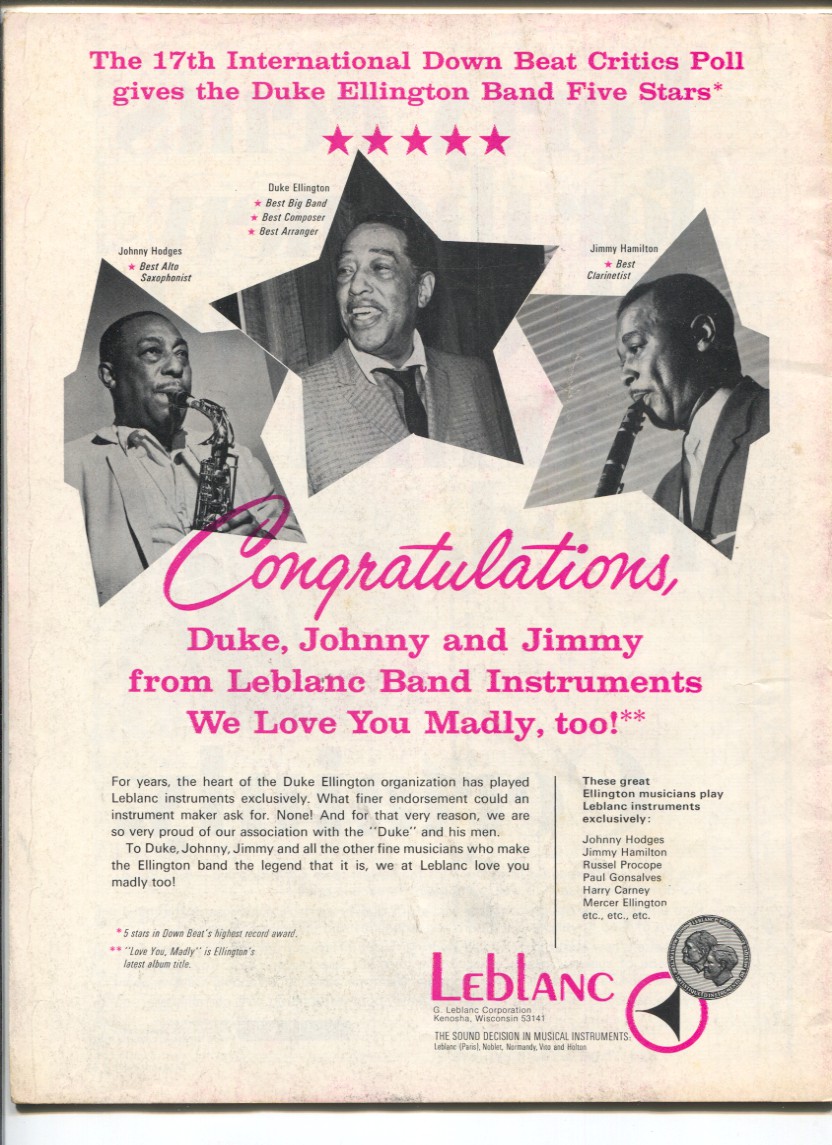 The 17th International Down Beat Critics Poll
gives the Duke Ellington Band Five Stars*
Duke Ellington
★ Best Big Band
★ Best Composer
★ Best Arranger
Johnny Hodges
★ Best Alto
Saxophonist
Jimmy Hamilton
★ Best
Clarinetist
Congratulations,
Duke, Johnny and Jimmy
from Leblanc Band Instruments
We Love You Madly, too!**
For years, the heart of the Duke Ellington organization has played
Leblanc instruments exclusively. What finer endorsement could an
instrument maker ask for. None! And for that very reason, we are
so very proud of our association with the "Duke" and his men.
To Duke, Johnny, Jimmy and all the other fine musicians who make
the Ellington band the legend that it is, we at Leblanc love you
madly too!
* 5 stars in Down Beat's highest record award.
** "Love You, Madly" is Ellington's
latest album title.
These great
Ellington musicians play
Leblanc instruments
exclusively:
Johnny Hodges
Jimmy Hamilton
Russel Procope
Paul Gonsalves
Harry Carney
Mercer Ellington
etc., etc., etc.
LEBLANC
G. Leblanc Corporation
Kenosha, Wisconsin 53141
THE SOUND DECISION IN MUSICAL INSTRUMENTS:
Leblanc (Paris), Noblet, Normandy, Vito and Holton